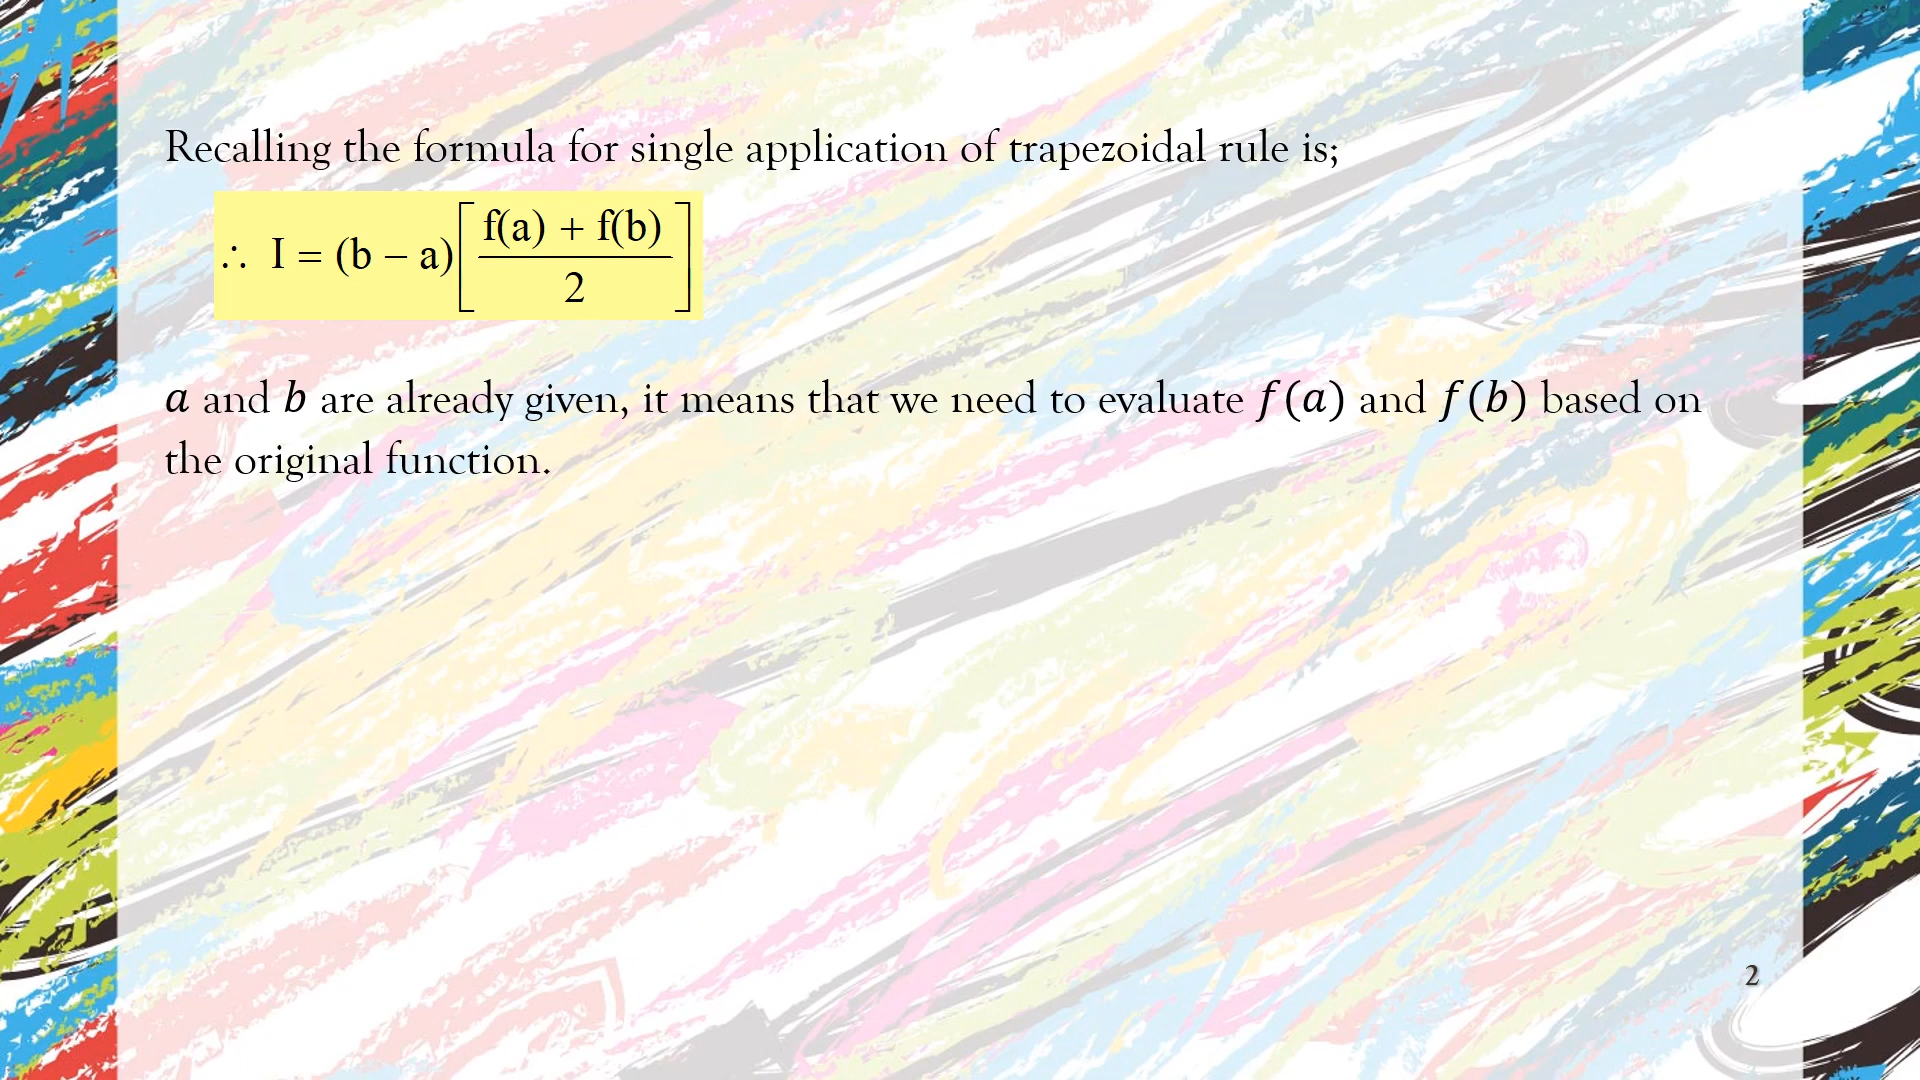 Recalling the formula for single application of trapezoidal rule is;
∴ I = (b − a)[(f(a) + f(b))/2]
a and b are already given, it means that we need to evaluate f(a) and f(b) based on
the original function.
2